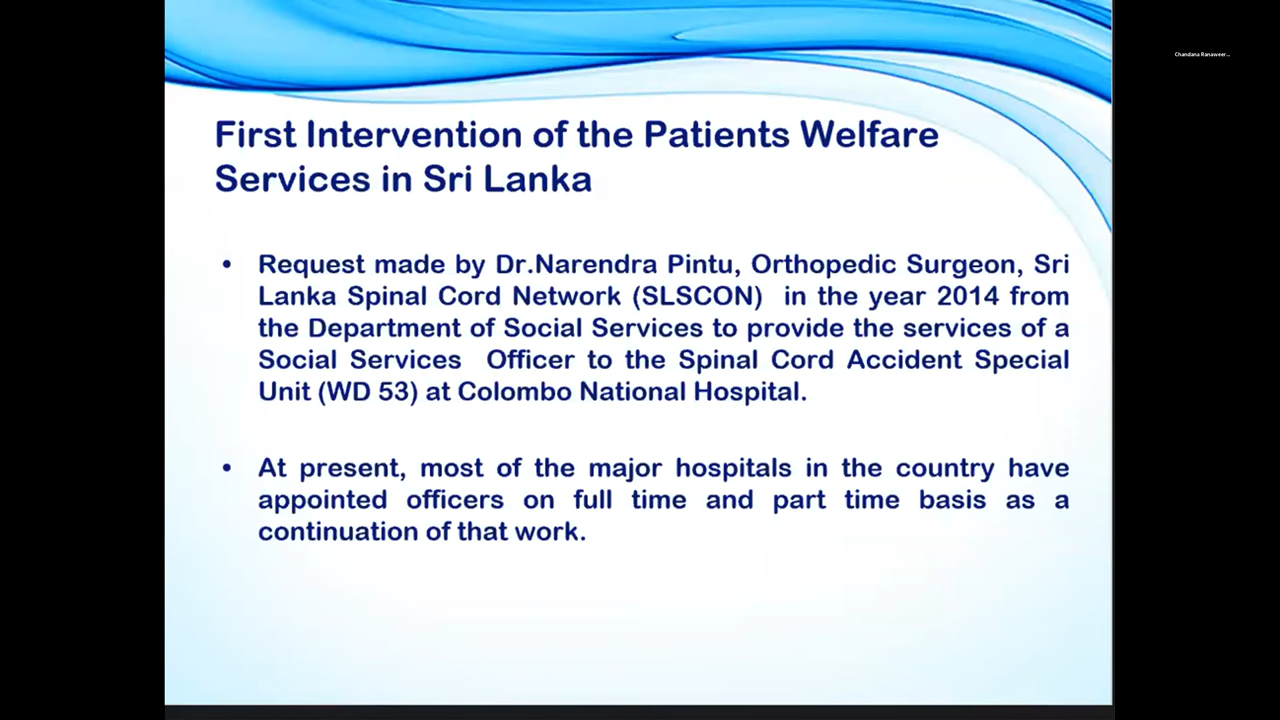 Chandana Ranaweer...
First Intervention of the Patients Welfare
Services in Sri Lanka
• Request made by Dr.Narendra Pintu, Orthopedic Surgeon, Sri
Lanka Spinal Cord Network (SLSCON)  in the year 2014 from
the Department of Social Services to provide the services of a
Social Services  Officer to the Spinal Cord Accident Special
Unit (WD 53) at Colombo National Hospital.
• At present, most of the major hospitals in the country have
appointed officers on full time and part time basis as a
continuation of that work.